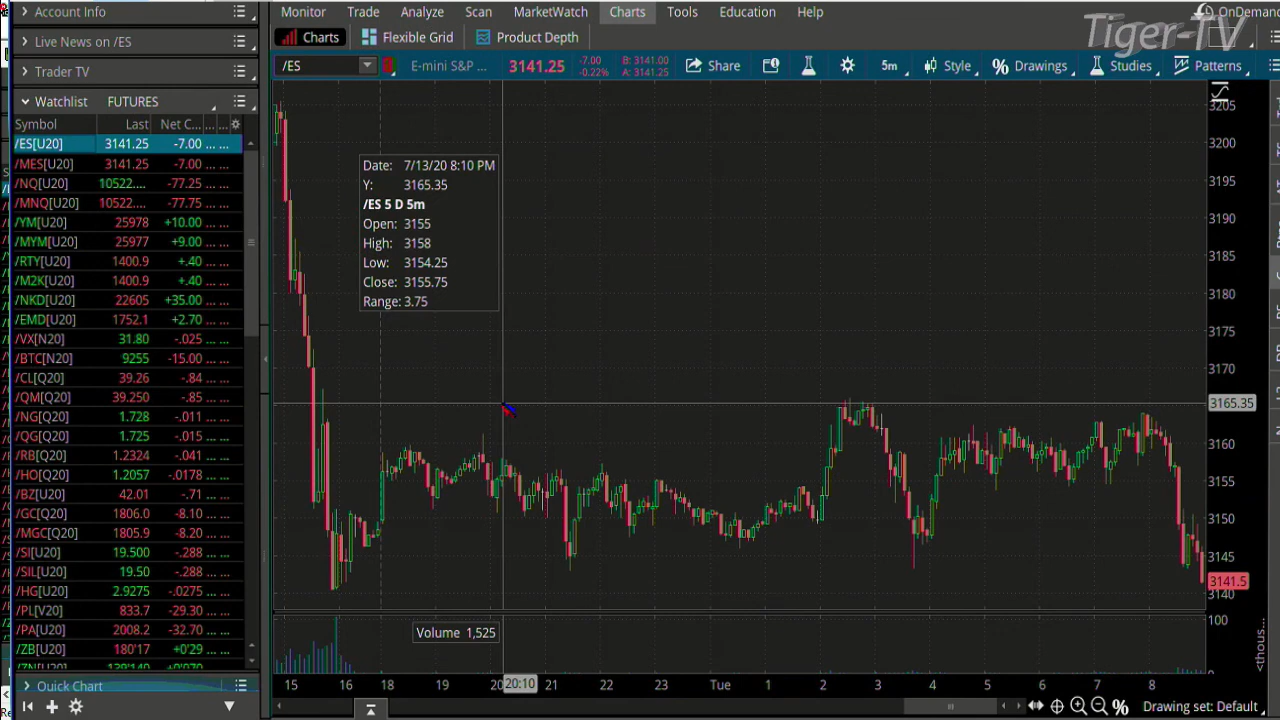 Account Info
Live News on /ES
Trader TV
Watchlist FUTURES
Symbol Last Net C... ... ...
/ES[U20] 3141.25 -7.00 ... ...
/MES[U20] 3141.25 -7.00 ... ...
/NQ[U20] 10522.... -77.25 ... ...
/MNQ[U20] 10522.... -77.75 ... ...
/YM[U20] 25978 +10.00 ... ...
/MYM[U20] 25977 +9.00 ... ...
/RTY[U20] 1400.9 +.40 ... ...
/M2K[U20] 1400.9 +.40 ... ...
/NKD[U20] 22605 +35.00 ... ...
/EMD[U20] 1752.1 +2.70 ... ...
/VX[N20] 31.80 -.025 ... ...
/BTC[N20] 9255 -15.00 ... ...
/CL[Q20] 39.26 -.84 ... ...
/QM[Q20] 39.250 -.85 ... ...
/NG[Q20] 1.728 -.011 ... ...
/QG[Q20] 1.725 -.015 ... ...
/RB[Q20] 1.2324 -.041 ... ...
/HO[Q20] 1.2057 -.0178 ... ...
/BZ[U20] 42.01 -.71 ... ...
/GC[Q20] 1806.0 -8.10 ... ...
/MGC[Q20] 1805.9 -8.20 ... ...
/SI[U20] 19.500 -.288 ... ...
/SIL[U20] 19.50 -.288 ... ...
/HG[U20] 2.9275 -.0275 ... ...
/PL[V20] 833.7 -29.30 ... ...
/PA[U20] 2008.2 -32.70 ... ...
/ZB[U20] 180'17 +0'29 ... ...
/ZN[U20] 139'140 +0'070
Quick Chart
Monitor Trade Analyze Scan MarketWatch Charts Tools Education Help
OnDemand
Tiger-TV
Charts Flexible Grid Product Depth
/ES E-mini S&P ... 3141.25 -7.00 -0.22% B: 3141.00 A: 3141.25 Share 5m Style % Drawings Studies Patterns
Date: 7/13/20 8:10 PM
Y: 3165.35
/ES 5 D 5m
Open: 3155
High: 3158
Low: 3154.25
Close: 3155.75
Range: 3.75
3205
3200
3195
3190
3185
3180
3175
3170
3165.35
3160
3155
3150
3145
3141.5
3140
Volume 1,525
100
0
<thous...
15 16 18 19 20 20:10 21 22 23 Tue 1 2 3 4 5 6 7 8
% Drawing set: Default